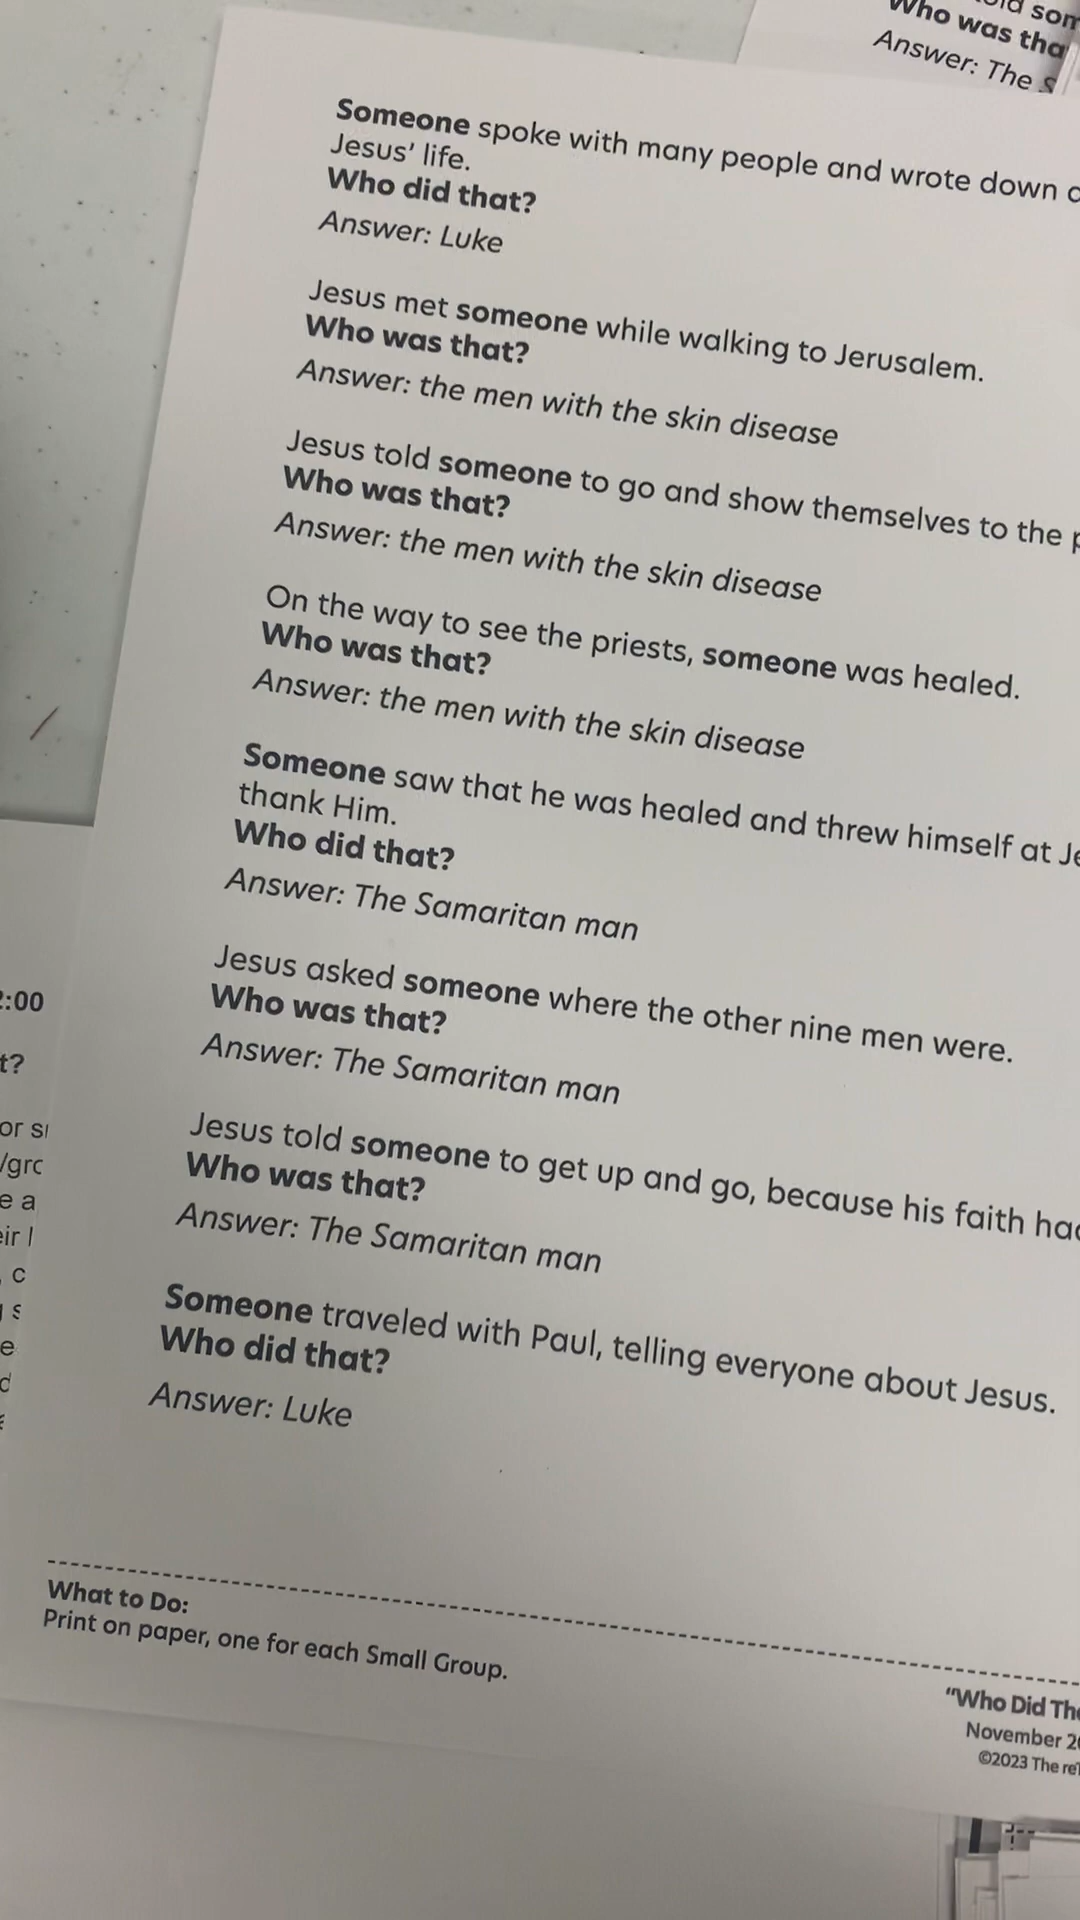 Who was
Answer: The
Someone spoke with many people and wrote down
Jesus' life.
Who did that?
Answer: Luke
Jesus met someone while walking to Jerusalem.
Who was that?
Answer: the men with the skin disease
Jesus told someone to go and show themselves to the
Who was that?
Answer: the men with the skin disease
On the way to see the priests, someone was healed.
Who was that?
Answer: the men with the skin disease
Someone saw that he was healed and threw himself at
thank Him.
Who did that?
Answer: The Samaritan man
Jesus asked someone where the other nine men were.
Who was that?
Answer: The Samaritan man
Jesus told someone to get up and go, because his faith
Who was that?
Answer: The Samaritan man
Someone traveled with Paul, telling everyone about Jesus.
Who did that?
Answer: Luke
What to Do:
Print on paper, one for each Small Group.
"Who Did
November
©2023 The
:00
t?
or
e a